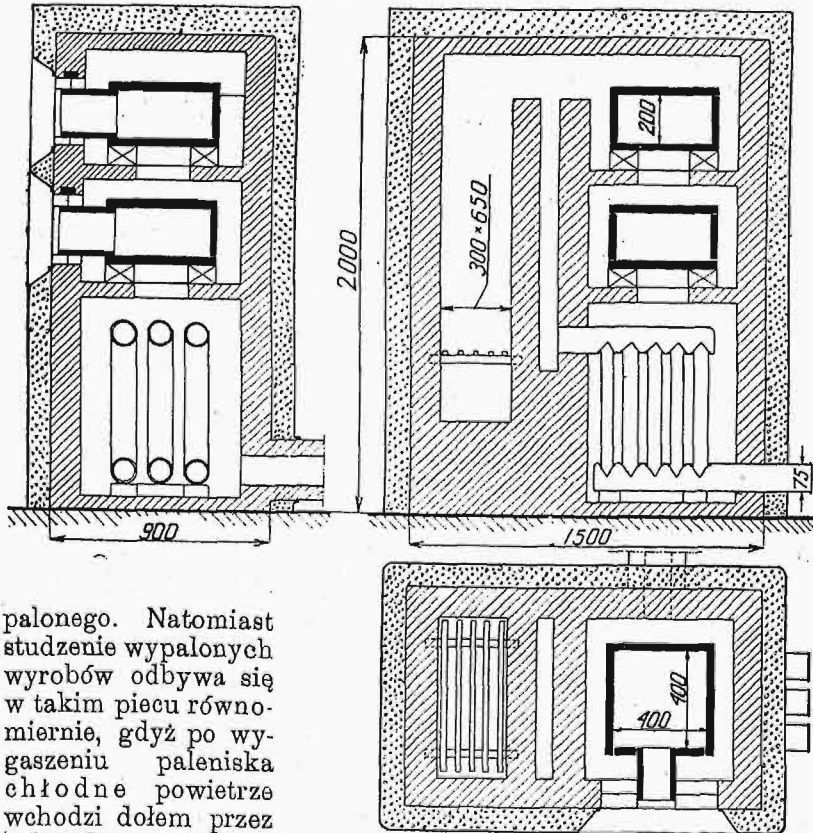 200
300×650
2000
75
900
1500
palonego. Natomiast
studzenie wypalonych
wyrobów odbywa się
w takim piecu równo-
miernie, gdyż po wy-
gaszeniu paleniska
chłodne powietrze
wchodzi dołem przez
400
400